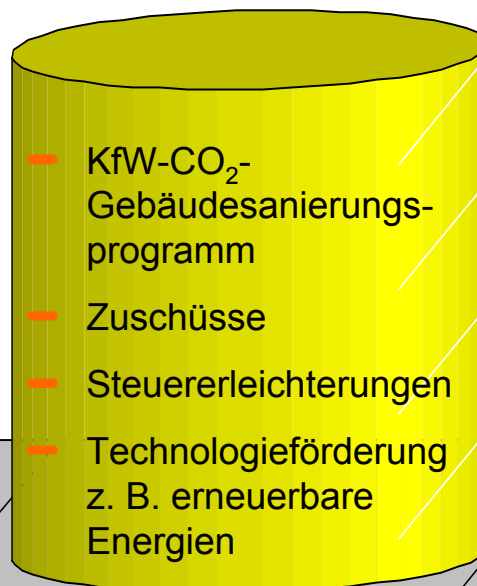 - KfW-CO₂-
Gebäudesanierungs-
programm
- Zuschüsse
- Steuererleichterungen
- Technologieförderung
z. B. erneuerbare
Energien